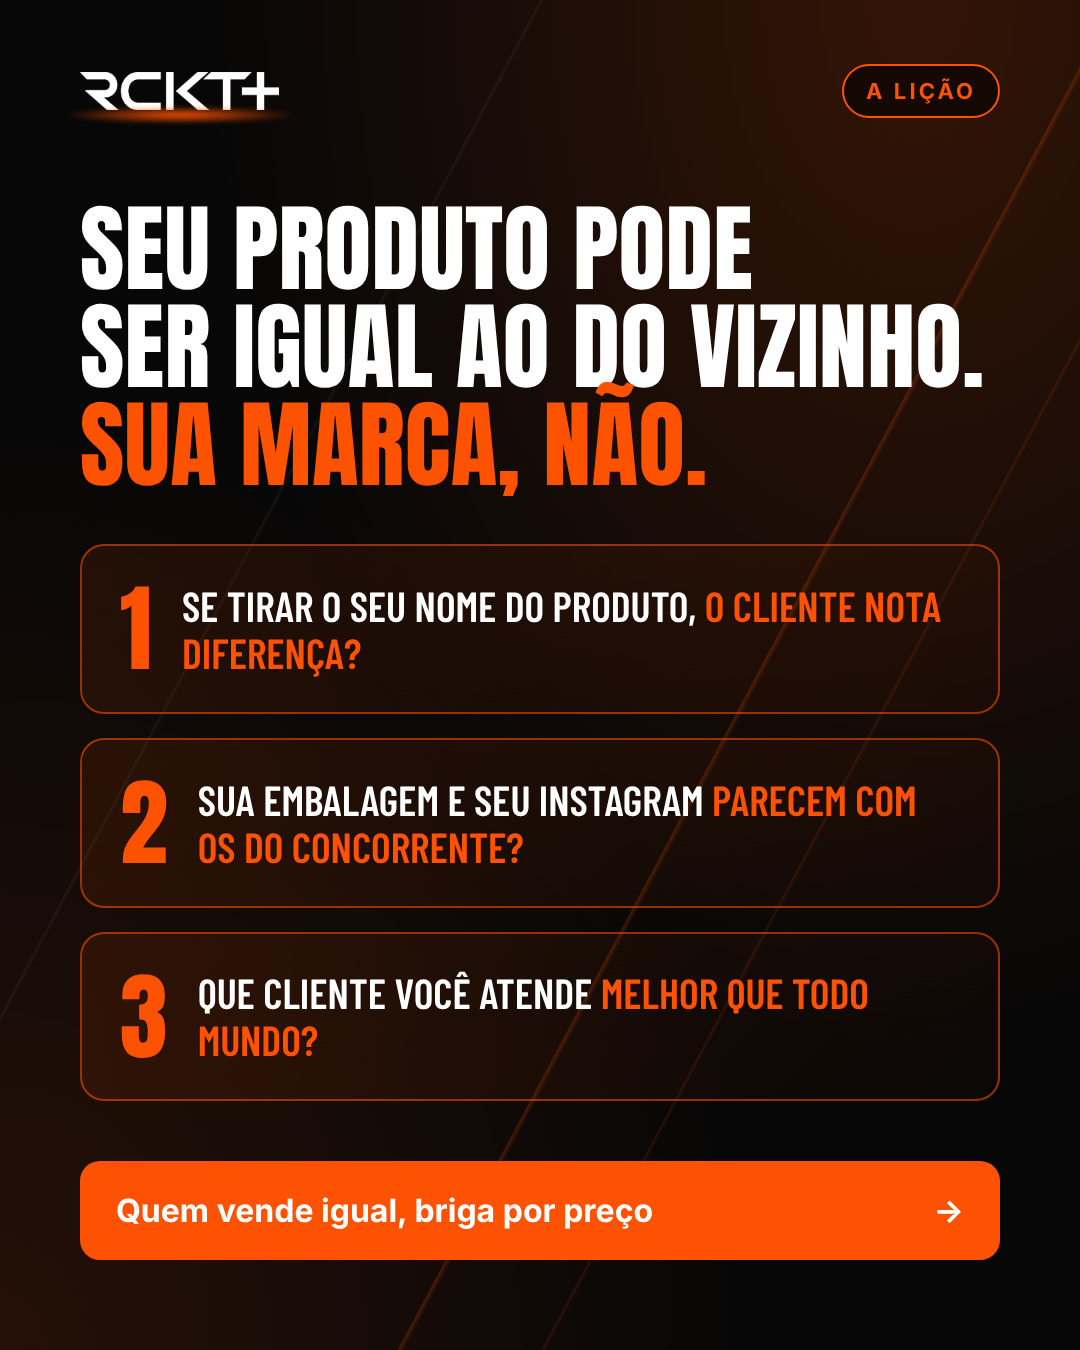 RCKT+
A LIÇÃO
SEU PRODUTO PODE
SER IGUAL AO DO VIZINHO.
SUA MARCA, NÃO.
1
SE TIRAR O SEU NOME DO PRODUTO, O CLIENTE NOTA
DIFERENÇA?
2
SUA EMBALAGEM E SEU INSTAGRAM PARECEM COM
OS DO CONCORRENTE?
3
QUE CLIENTE VOCÊ ATENDE MELHOR QUE TODO
MUNDO?
Quem vende igual, briga por preço →